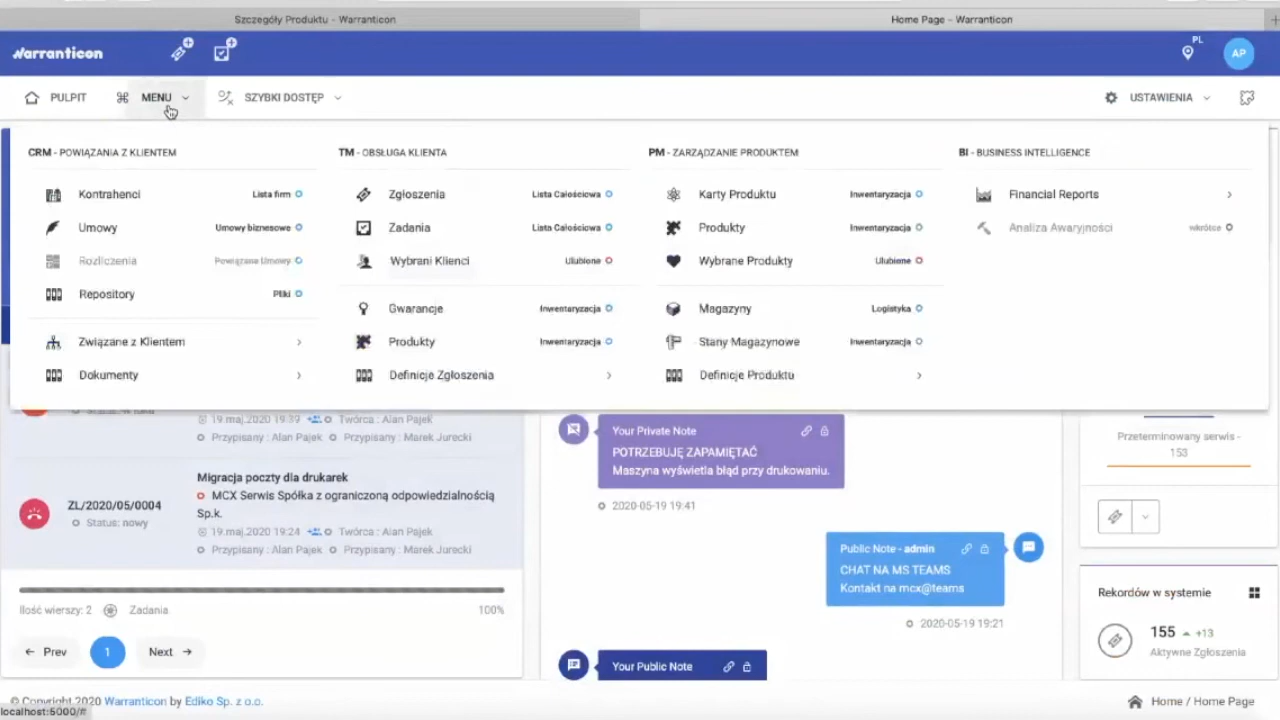 Szczegóły Produktu - Warranticon
Home Page - Warranticon
Warranticon
PL
AP
PULPIT
MENU
SZYBKI DOSTĘP
USTAWIENIA
CRM - POWIĄZANIA Z KLIENTEM
Kontrahenci Lista firm
Umowy Umowy biznesowe
Rozliczenia Powiązane Umowy
Repository Pliki
Związane z Klientem
Dokumenty
TM - OBSŁUGA KLIENTA
Zgłoszenia Lista Całościowa
Zadania Lista Całościowa
Wybrani Klienci Ulubione
Gwarancje Inwentaryzacja
Produkty Inwentaryzacja
Definicje Zgłoszenia
PM - ZARZĄDZANIE PRODUKTEM
Karty Produktu Inwentaryzacja
Produkty Inwentaryzacja
Wybrane Produkty Ulubione
Magazyny Logistyka
Stany Magazynowe Inwentaryzacja
Definicje Produktu
BI - BUSINESS INTELLIGENCE
Financial Reports
Analiza Awaryjności wkrótce
19 maj.2020 19:39 Twórca : Alan Pajek
Przypisany : Alan Pajek Przypisany : Marek Jurecki
ZL/2020/05/0004
Status: nowy
Migracja poczty dla drukarek
MCX Serwis Spółka z ograniczoną odpowiedzialnością
Sp.k.
19 maj.2020 19:24 Twórca : Alan Pajek
Przypisany : Alan Pajek Przypisany : Marek Jurecki
Ilość wierszy: 2 Zadania 100%
Prev 1 Next
Your Private Note
POTRZEBUJĘ ZAPAMIĘTAĆ
Maszyna wyświetla błąd przy drukowaniu.
2020-05-19 19:41
Public Note - admin
CHAT NA MS TEAMS
Kontakt na mcx@teams
2020-05-19 19:21
Your Public Note
Przeterminowany serwis -
153
Rekordów w systemie
155 +13
Aktywne Zgłoszenia
© Copyright 2020 Warranticon by Ediko Sp. z o.o.
Home / Home Page
localhost:5000/#